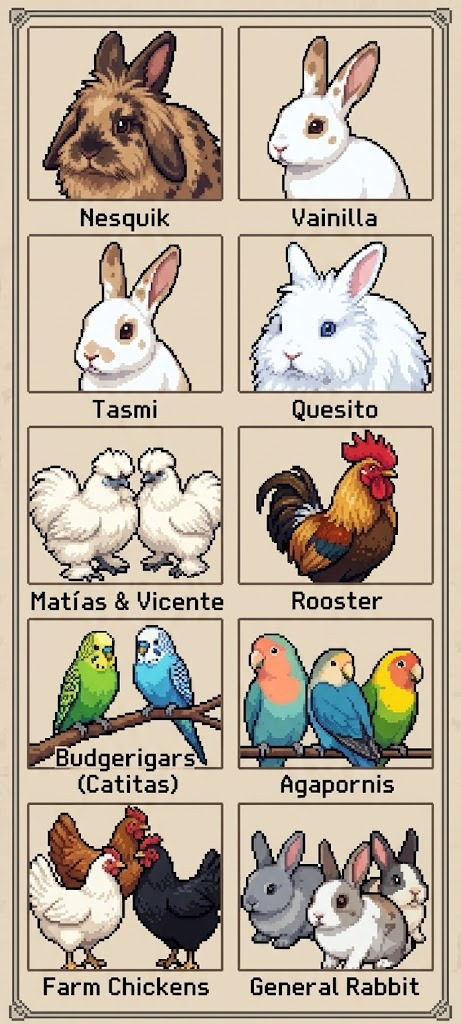 Nesquik
Vainilla
Tasmi
Quesito
Matías & Vicente
Rooster
Budgerigars
(Catitas)
Agapornis
Farm Chickens
General Rabbit